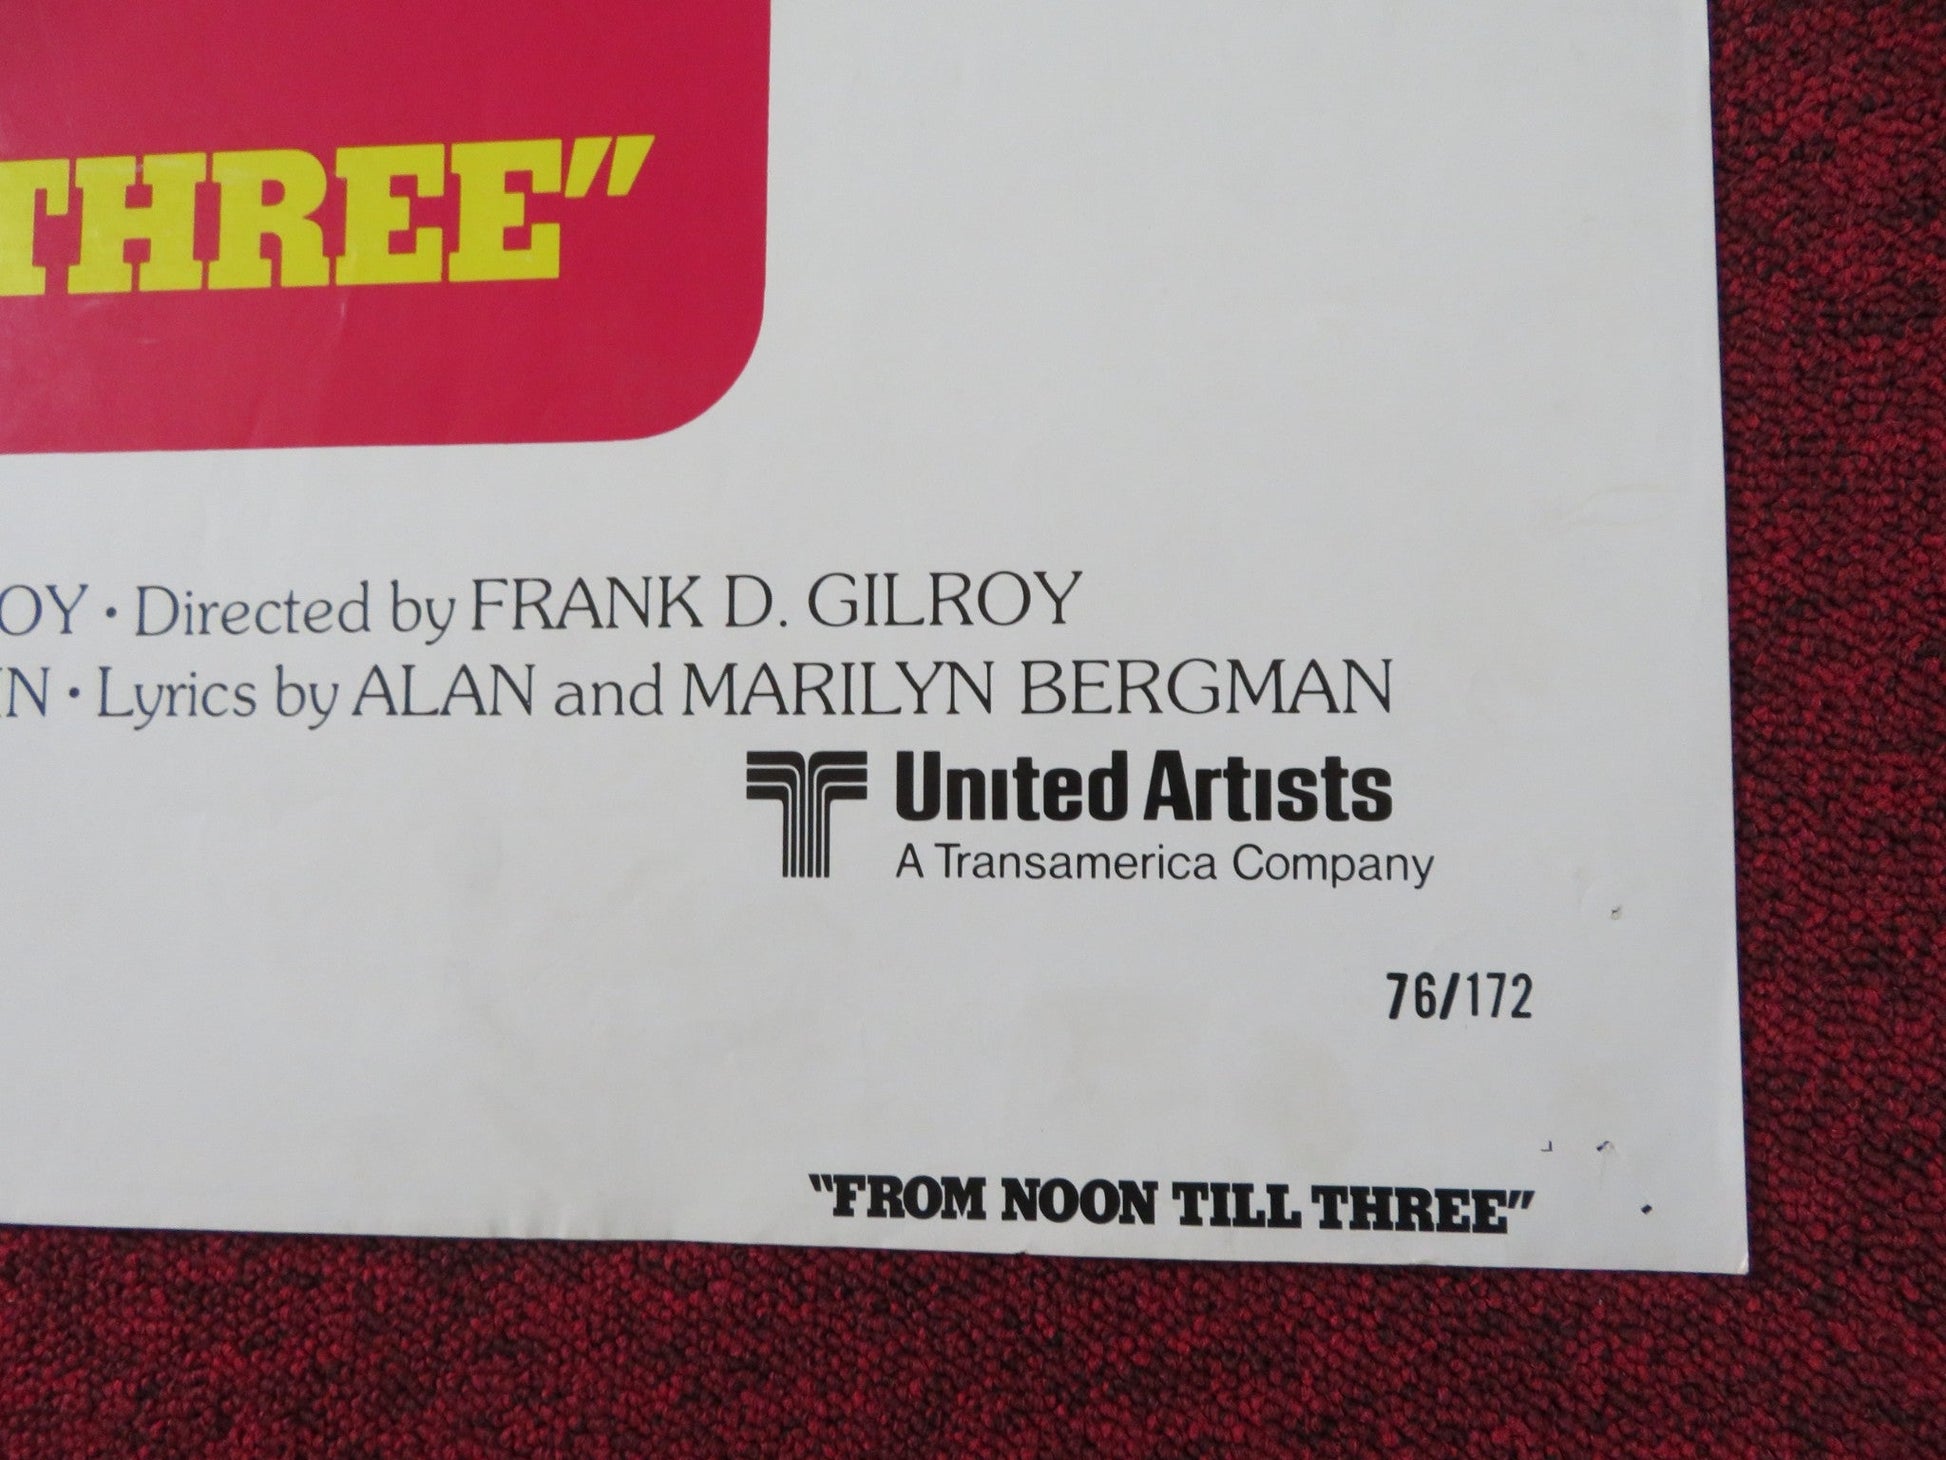 THREE"
OY • Directed by FRANK D. GILROY
IN • Lyrics by ALAN and MARILYN BERGMAN
United Artists
A Transamerica Company
76/172
"FROM NOON TILL THREE"